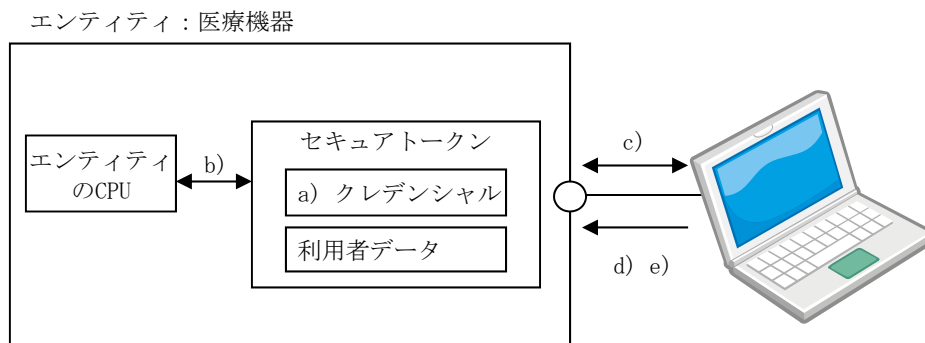 エンティティ：医療機器
セキュアトークン
エンティティ
のCPU
b)
a) クレデンシャル
利用者データ
c)
d) e)